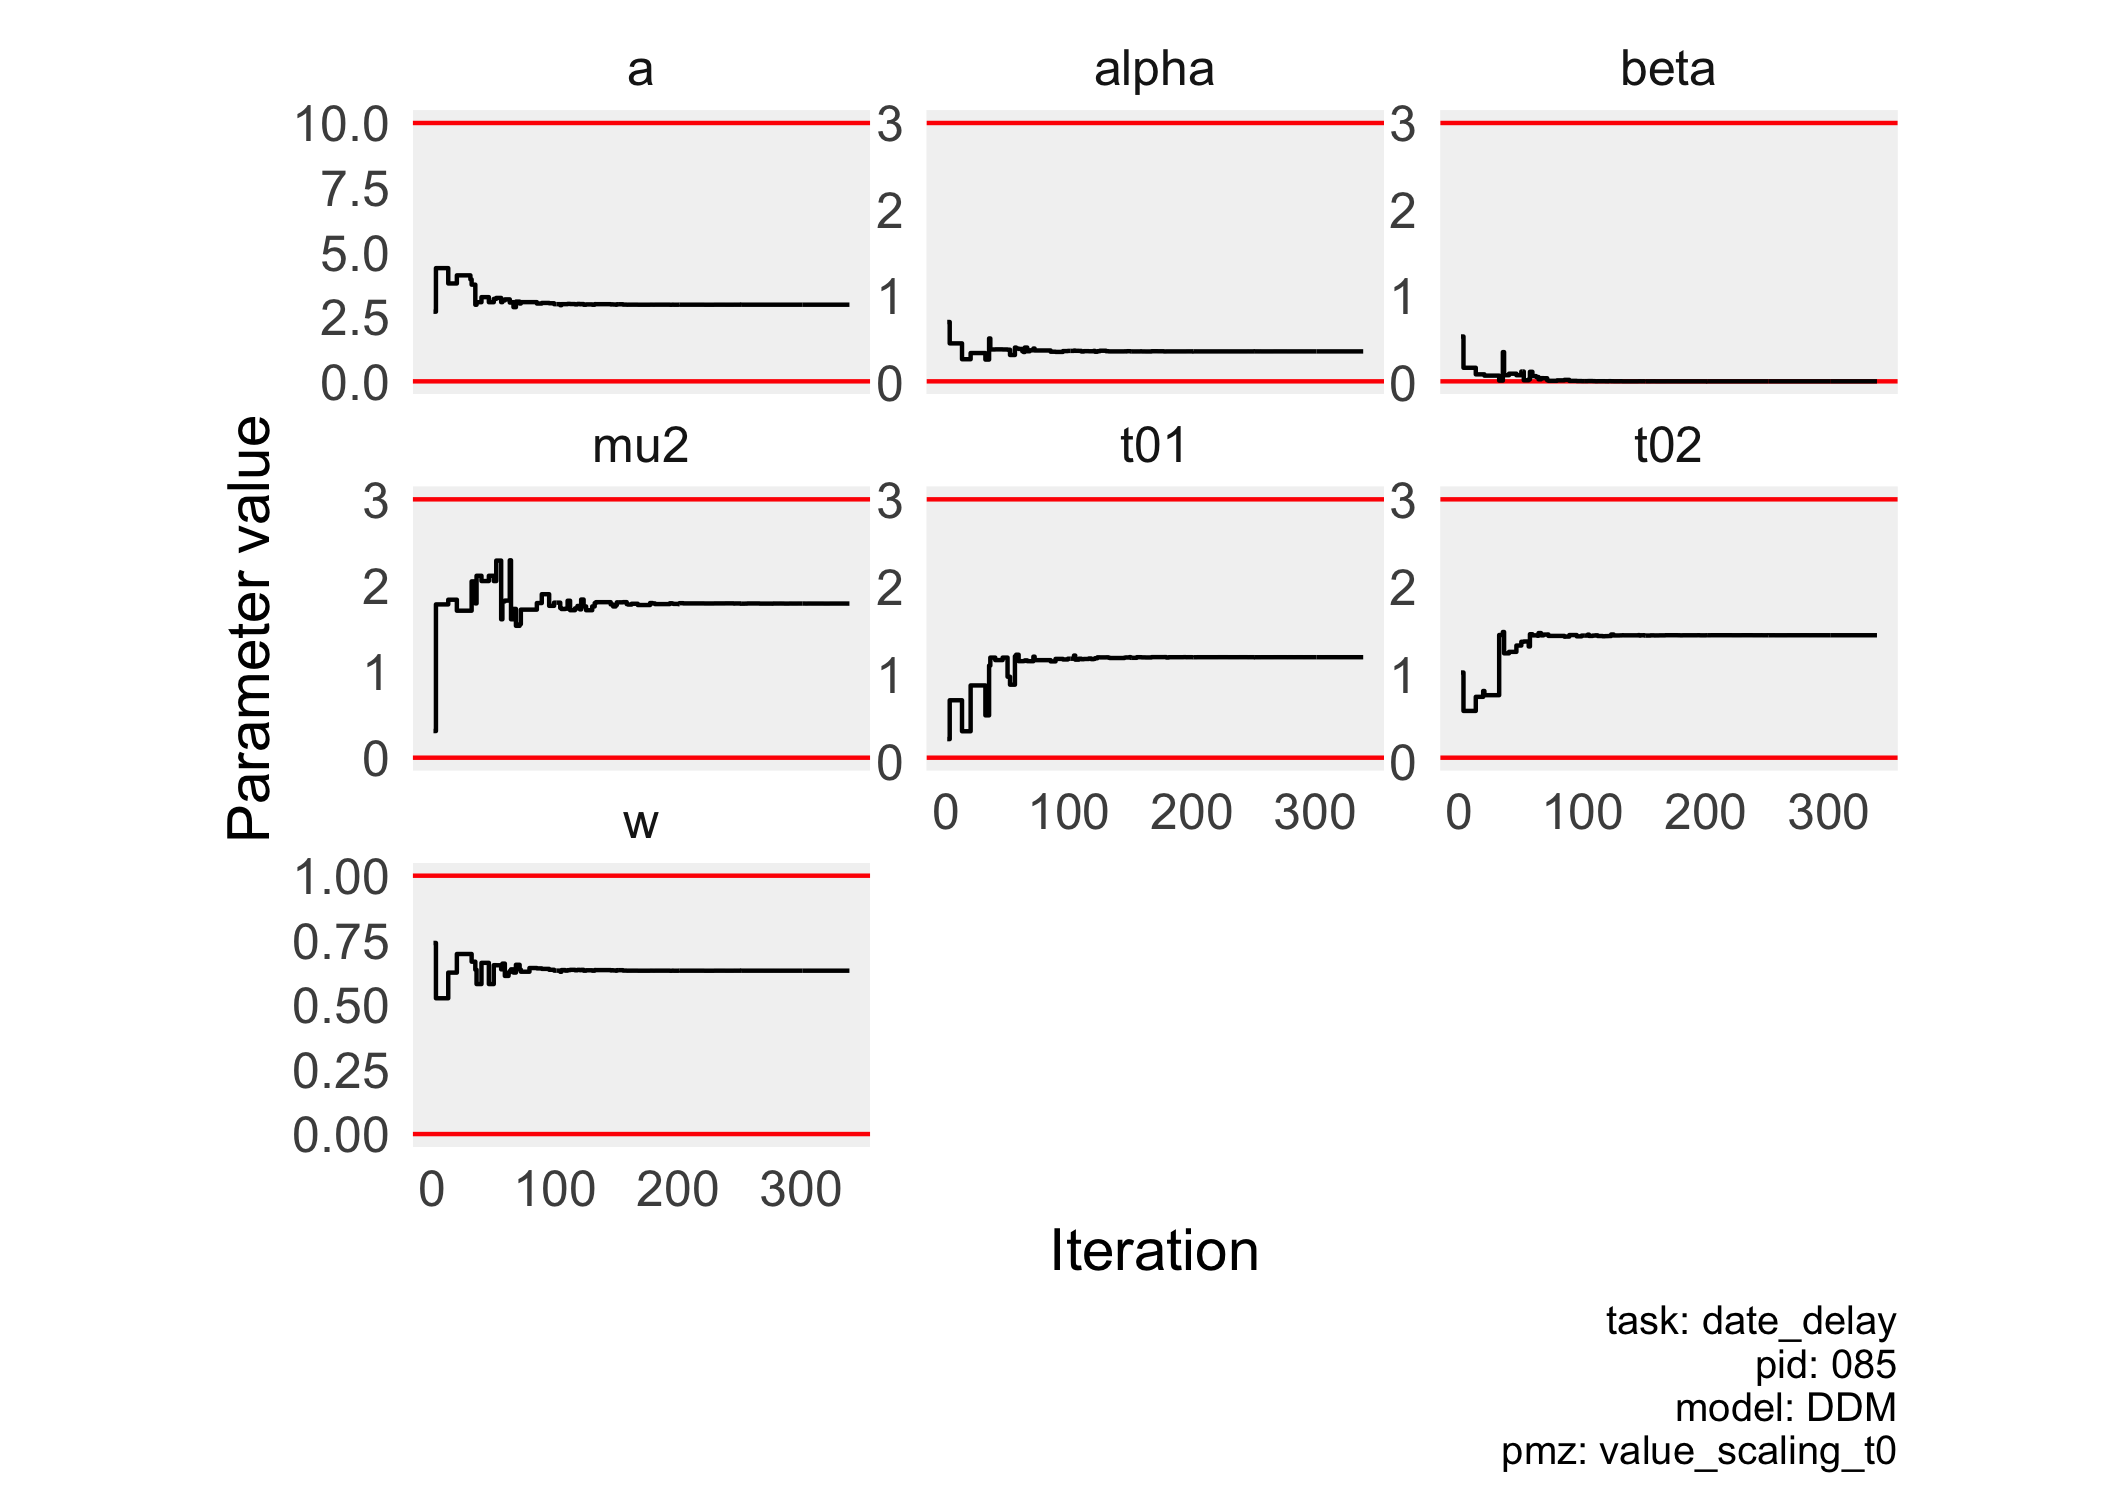 a
alpha
beta
10.0
7.5
5.0
2.5
0.0
3
2
1
0
3
2
1
0
mu2
t01
t02
3
2
1
0
3
2
1
0
3
2
1
0
0 100 200 300
0 100 200 300
w
1.00
0.75
0.50
0.25
0.00
0 100 200 300
Parameter value
Iteration
task: date_delay
pid: 085
model: DDM
pmz: value_scaling_t0